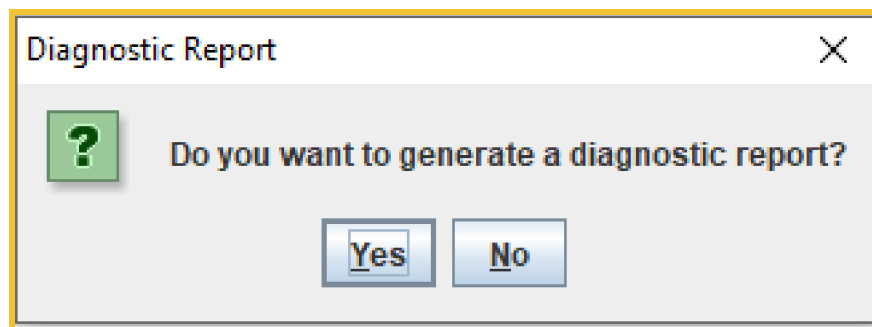 Diagnostic Report
?
Do you want to generate a diagnostic report?
Yes No